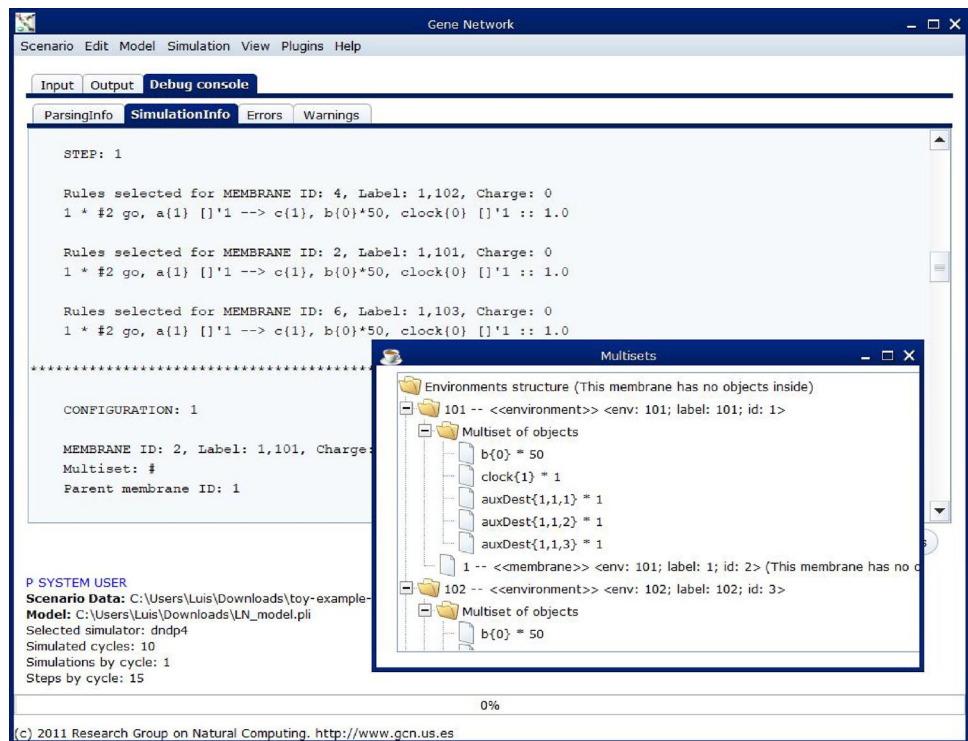 Gene Network
Scenario Edit Model Simulation View Plugins Help
Input Output Debug console
ParsingInfo SimulationInfo Errors Warnings
STEP: 1
Rules selected for MEMBRANE ID: 4, Label: 1,102, Charge: 0
1 * #2 go, a{1} []'1 --> c{1}, b{0}*50, clock{0} []'1 :: 1.0
Rules selected for MEMBRANE ID: 2, Label: 1,101, Charge: 0
1 * #2 go, a{1} []'1 --> c{1}, b{0}*50, clock{0} []'1 :: 1.0
Rules selected for MEMBRANE ID: 6, Label: 1,103, Charge: 0
1 * #2 go, a{1} []'1 --> c{1}, b{0}*50, clock{0} []'1 :: 1.0
*******************************************
CONFIGURATION: 1
MEMBRANE ID: 2, Label: 1,101, Charge:
Multiset: #
Parent membrane ID: 1
Multisets
Environments structure (This membrane has no objects inside)
101 -- <<environment>> <env: 101; label: 101; id: 1>
Multiset of objects
b{0} * 50
clock{1} * 1
auxDest{1,1,1} * 1
auxDest{1,1,2} * 1
auxDest{1,1,3} * 1
1 -- <<membrane>> <env: 101; label: 1; id: 2> (This membrane has no o
102 -- <<environment>> <env: 102; label: 102; id: 3>
Multiset of objects
b{0} * 50
P SYSTEM USER
Scenario Data: C:\Users\Luis\Downloads\toy-example-
Model: C:\Users\Luis\Downloads\LN_model.pli
Selected simulator: dndp4
Simulated cycles: 10
Simulations by cycle: 1
Steps by cycle: 15
0%
(c) 2011 Research Group on Natural Computing. http://www.gcn.us.es